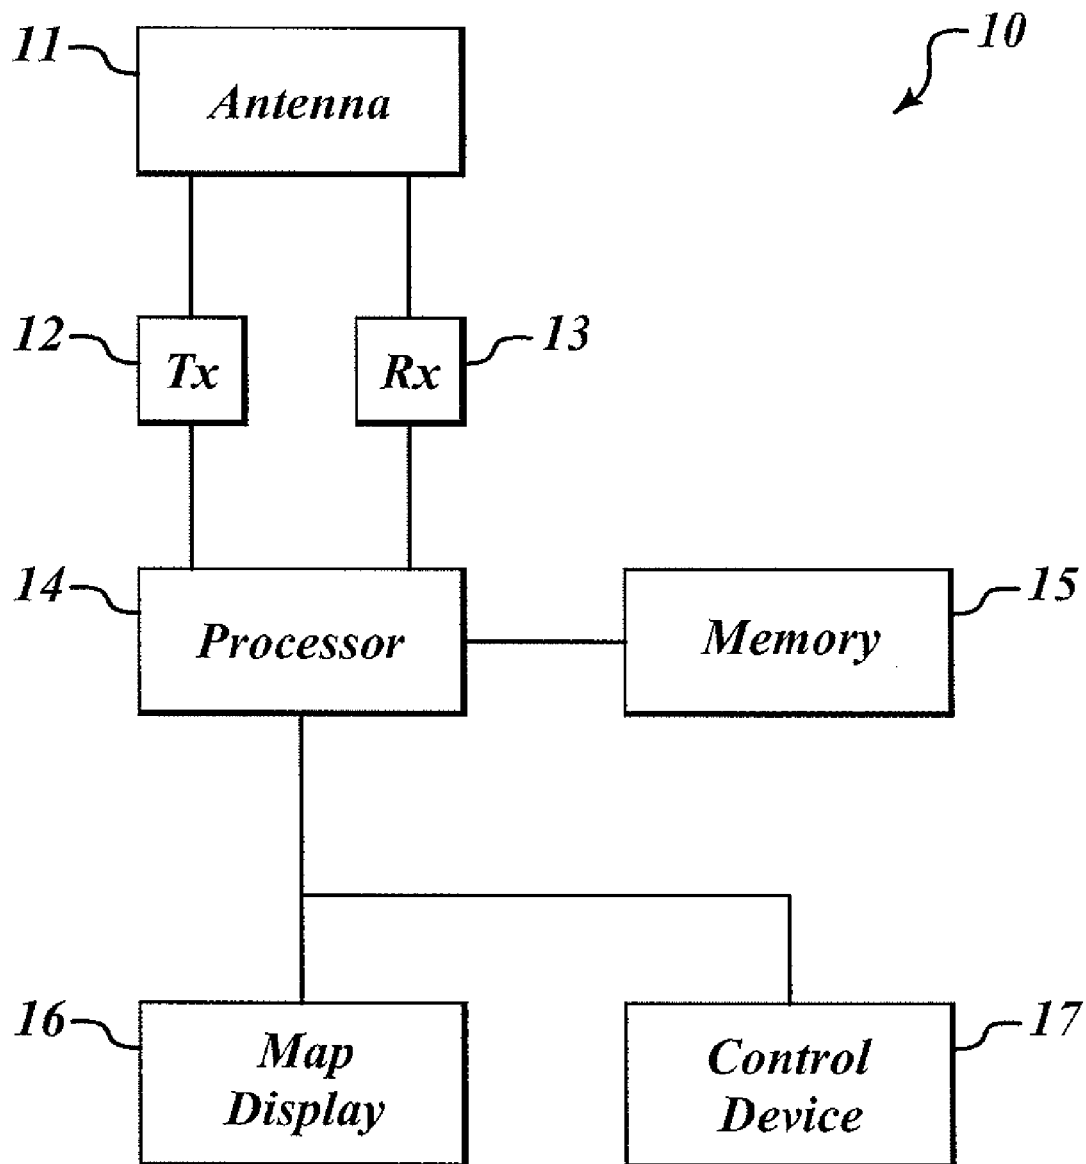 11
10
Antenna
12
13
Tx
Rx
14
15
Processor
Memory
16
17
Map
Display
Control
Device